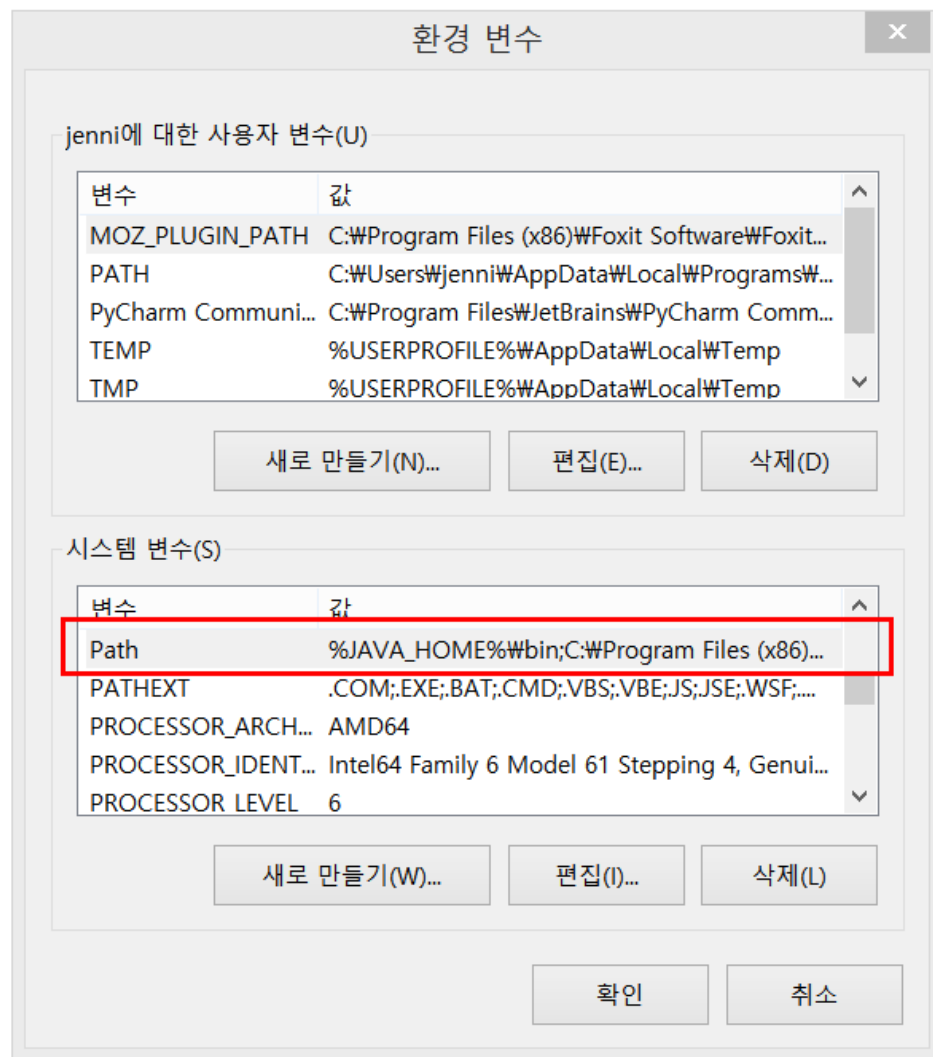 환경 변수
jenni에 대한 사용자 변수(U)
변수 값
MOZ_PLUGIN_PATH C:₩Program Files (x86)₩Foxit Software₩Foxit...
PATH C:₩Users₩jenni₩AppData₩Local₩Programs₩...
PyCharm Communi... C:₩Program Files₩JetBrains₩PyCharm Comm...
TEMP %USERPROFILE%₩AppData₩Local₩Temp
TMP %USERPROFILE%₩AppData₩Local₩Temp
새로 만들기(N)... 편집(E)... 삭제(D)
시스템 변수(S)
변수 값
Path %JAVA_HOME%₩bin;C:₩Program Files (x86)...
PATHEXT .COM;.EXE;.BAT;.CMD;.VBS;.VBE;.JS;.JSE;.WSF;....
PROCESSOR_ARCH... AMD64
PROCESSOR_IDENT... Intel64 Family 6 Model 61 Stepping 4, Genui...
PROCESSOR_LEVEL 6
새로 만들기(W)... 편집(I)... 삭제(L)
확인 취소